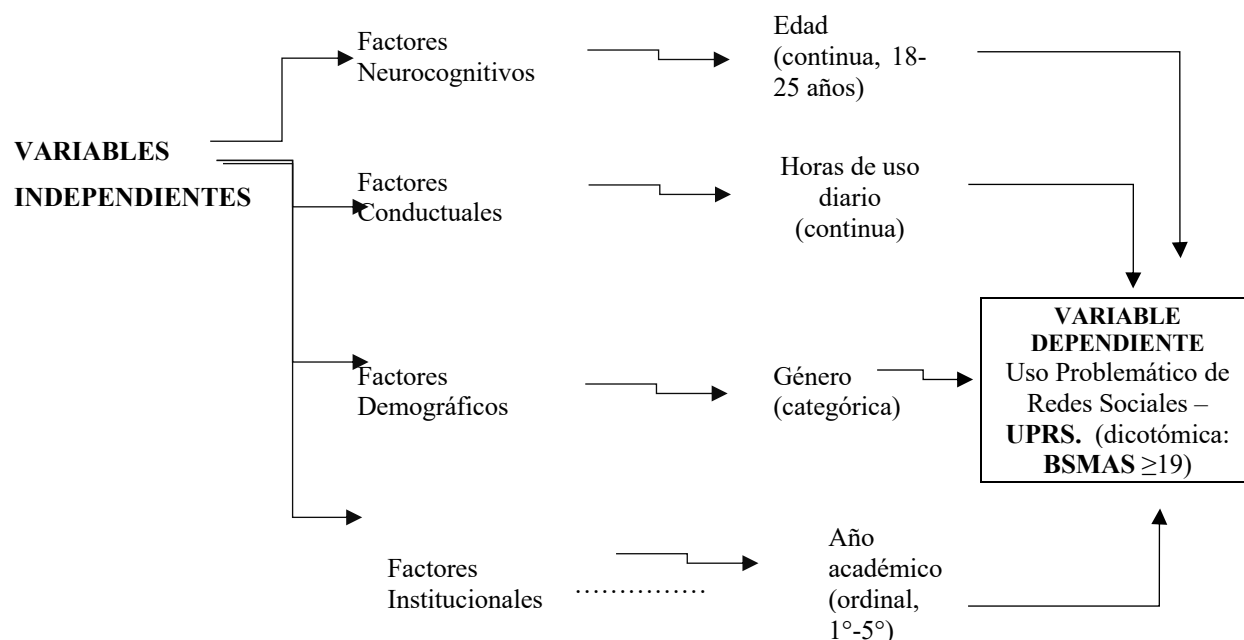 Factores
Neurocognitivos
Edad
(continua, 18-
25 años)
VARIABLES
INDEPENDIENTES
Factores
Conductuales
Horas de uso
diario
(continua)
Factores
Demográficos
Género
(categórica)
VARIABLE
DEPENDIENTE
Uso Problemático de
Redes Sociales –
UPRS. (dicotómica:
BSMAS ≥19)
Factores
Institucionales ……………
Año
académico
(ordinal,
1°-5°)